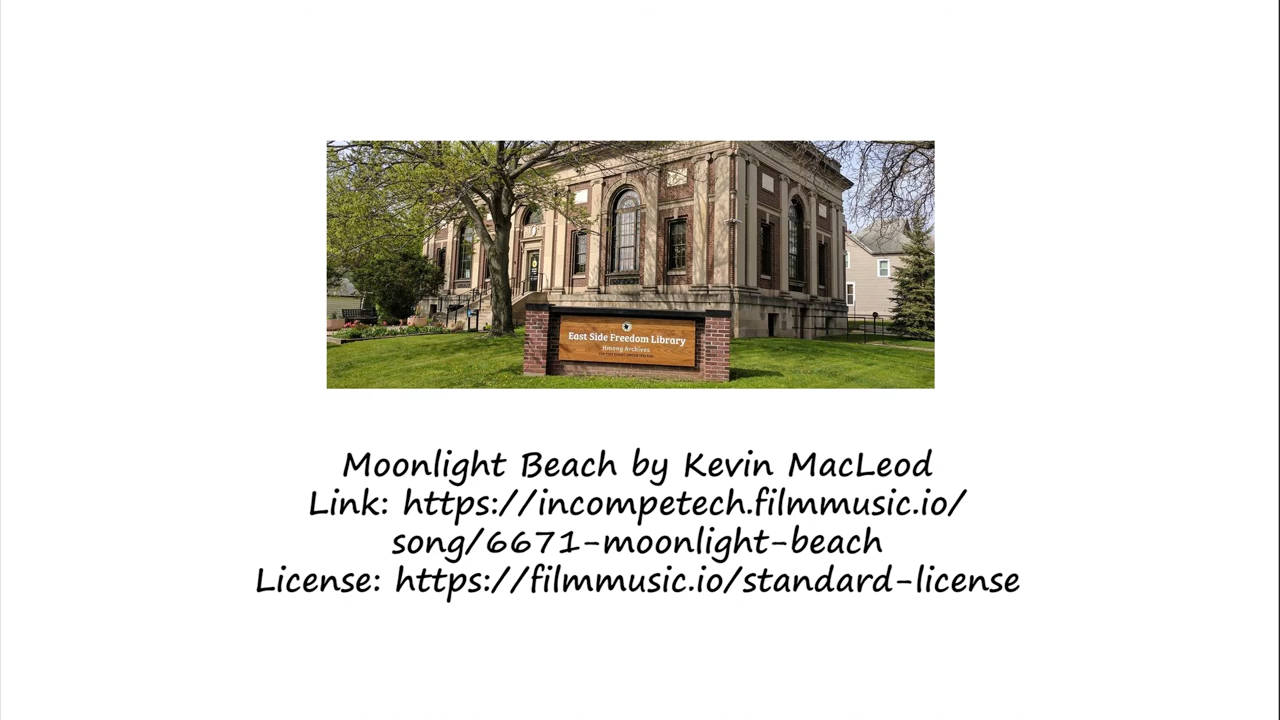 East Side Freedom Library
Hmong Archives
Moonlight Beach by Kevin MacLeod
Link: https://incompetech.filmmusic.io/
song/6671-moonlight-beach
License: https://filmmusic.io/standard-license